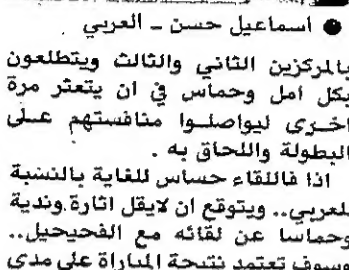 ● اسماعيل حسن ـ العربي
بالمركزين الثاني والثالث ويتطلعون
بكل امل وحماس في ان يتعثر مرة
اخرى ليواصلوا منافستهم على
البطولة واللحاق به .
اذا فاللقاء حساس للغاية بالنسبة
للعربي.. ويتوقع ان لايقل اثارة وندية
وحماسا عن لقائه مع الفحيحيل..
وسوف تعتمد نتيجة المباراة على مدى